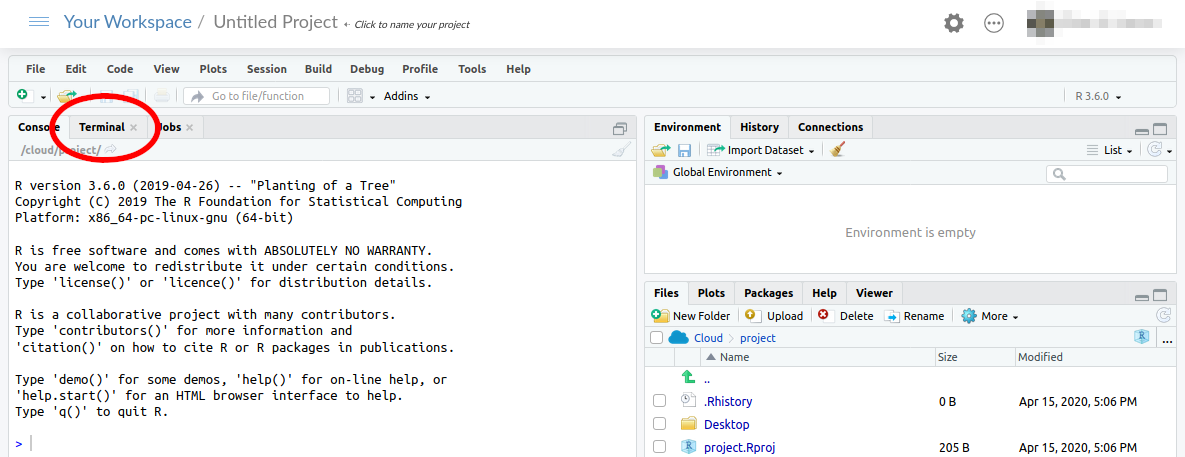 Your Workspace / Untitled Project ← Click to name your project
File Edit Code View Plots Session Build Debug Profile Tools Help
Go to file/function Addins R 3.6.0
Console Terminal × Jobs ×
/cloud/project/
R version 3.6.0 (2019-04-26) -- "Planting of a Tree"
Copyright (C) 2019 The R Foundation for Statistical Computing
Platform: x86_64-pc-linux-gnu (64-bit)
R is free software and comes with ABSOLUTELY NO WARRANTY.
You are welcome to redistribute it under certain conditions.
Type 'license()' or 'licence()' for distribution details.
R is a collaborative project with many contributors.
Type 'contributors()' for more information and
'citation()' on how to cite R or R packages in publications.
Type 'demo()' for some demos, 'help()' for on-line help, or
'help.start()' for an HTML browser interface to help.
Type 'q()' to quit R.
>
Environment History Connections
Import Dataset List
Global Environment
Environment is empty
Files Plots Packages Help Viewer
New Folder Upload Delete Rename More
Cloud project R ...
Name Size Modified
..
.Rhistory 0 B Apr 15, 2020, 5:06 PM
Desktop
R project.Rproj 205 B Apr 15, 2020, 5:06 PM